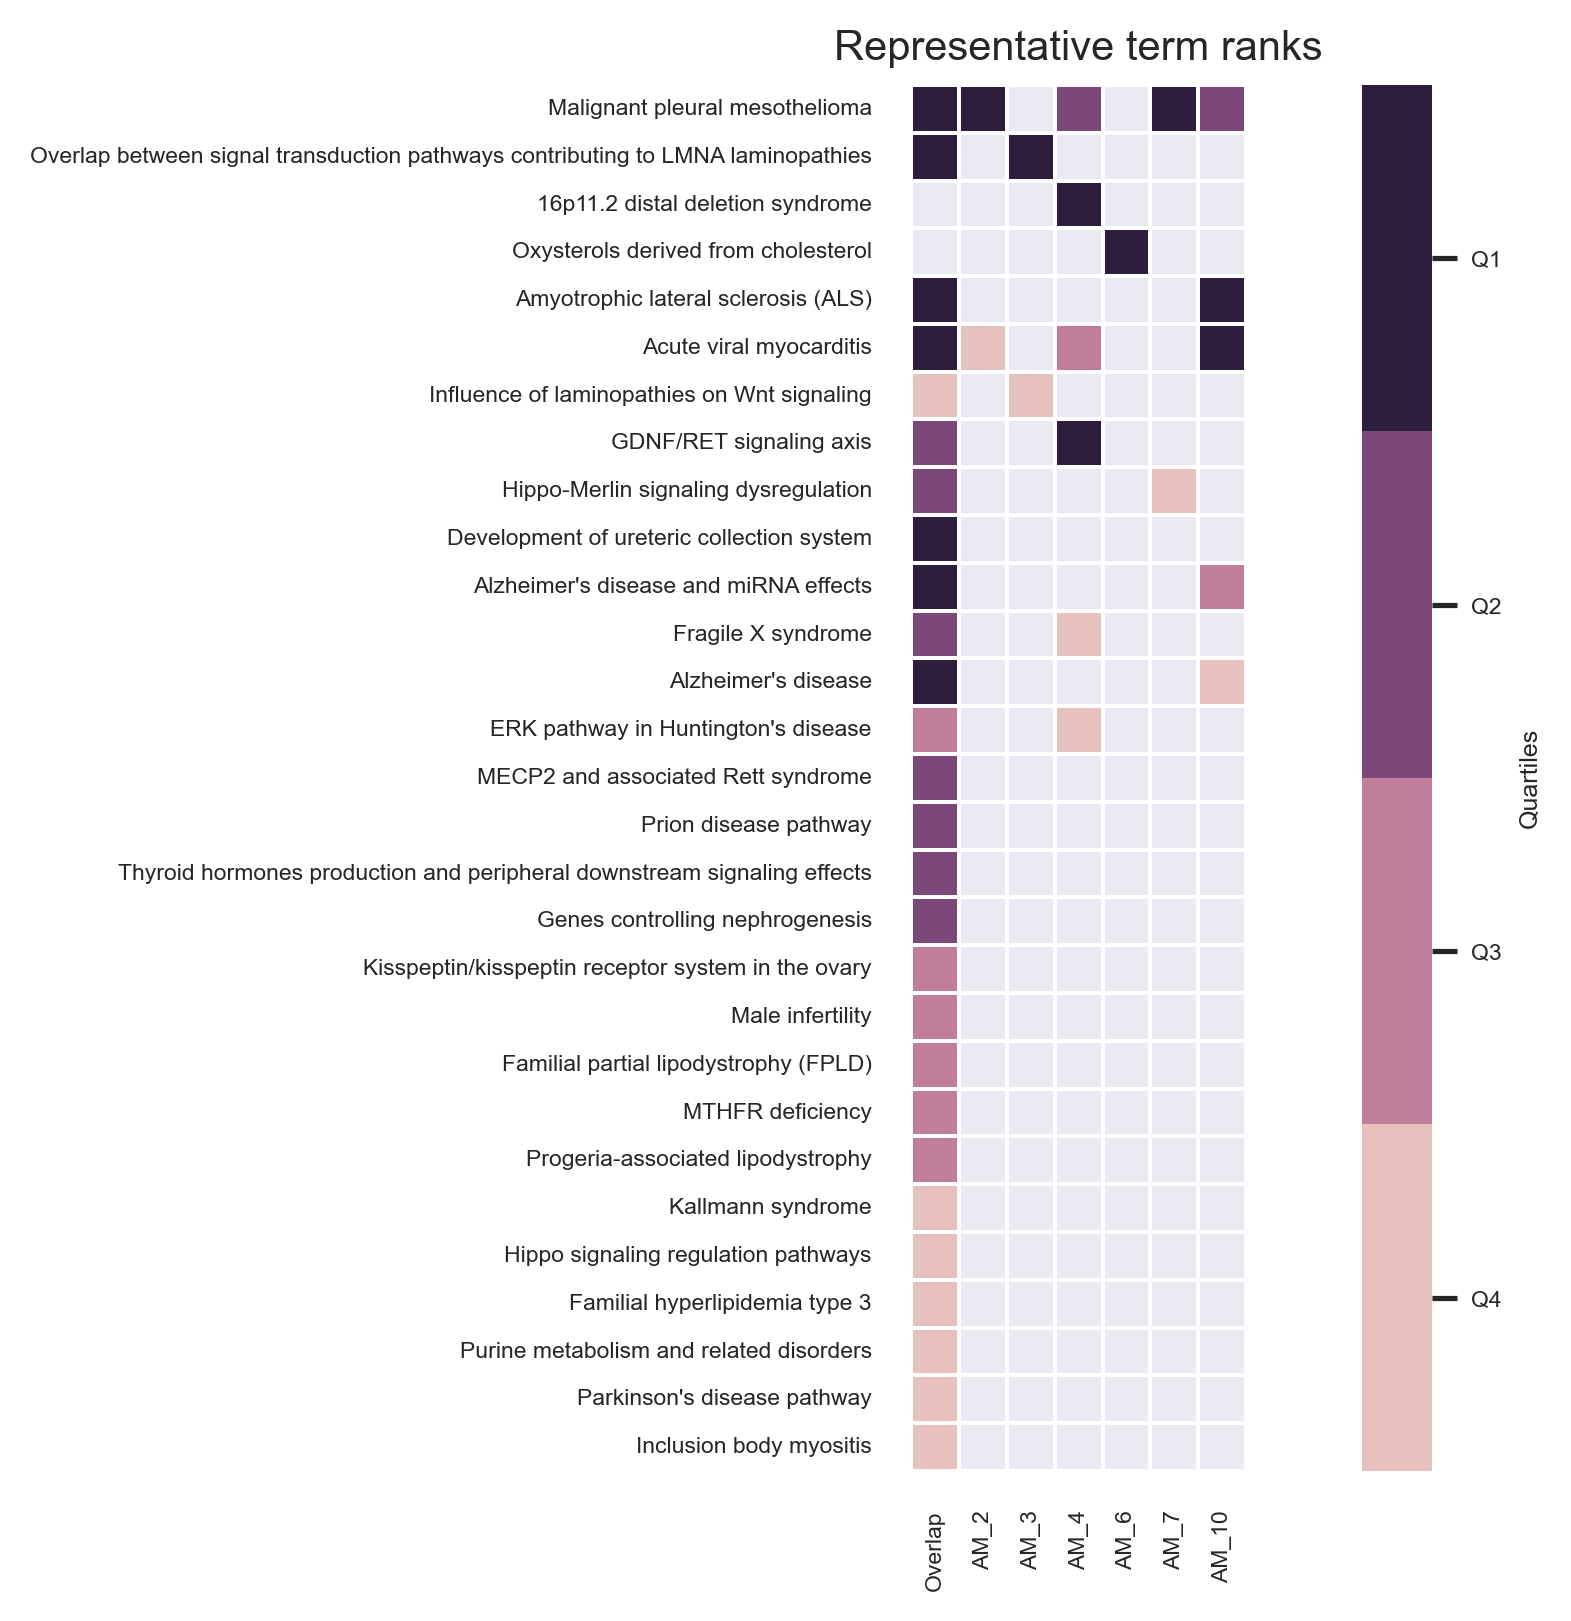 Representative term ranks
Malignant pleural mesothelioma
Overlap between signal transduction pathways contributing to LMNA laminopathies
16p11.2 distal deletion syndrome
Oxysterols derived from cholesterol
Amyotrophic lateral sclerosis (ALS)
Acute viral myocarditis
Influence of laminopathies on Wnt signaling
GDNF/RET signaling axis
Hippo-Merlin signaling dysregulation
Development of ureteric collection system
Alzheimer's disease and miRNA effects
Fragile X syndrome
Alzheimer's disease
ERK pathway in Huntington's disease
MECP2 and associated Rett syndrome
Prion disease pathway
Thyroid hormones production and peripheral downstream signaling effects
Genes controlling nephrogenesis
Kisspeptin/kisspeptin receptor system in the ovary
Male infertility
Familial partial lipodystrophy (FPLD)
MTHFR deficiency
Progeria-associated lipodystrophy
Kallmann syndrome
Hippo signaling regulation pathways
Familial hyperlipidemia type 3
Purine metabolism and related disorders
Parkinson's disease pathway
Inclusion body myositis
Overlap
AM_2
AM_3
AM_4
AM_6
AM_7
AM_10
Q1
Q2
Q3
Q4
Quartiles